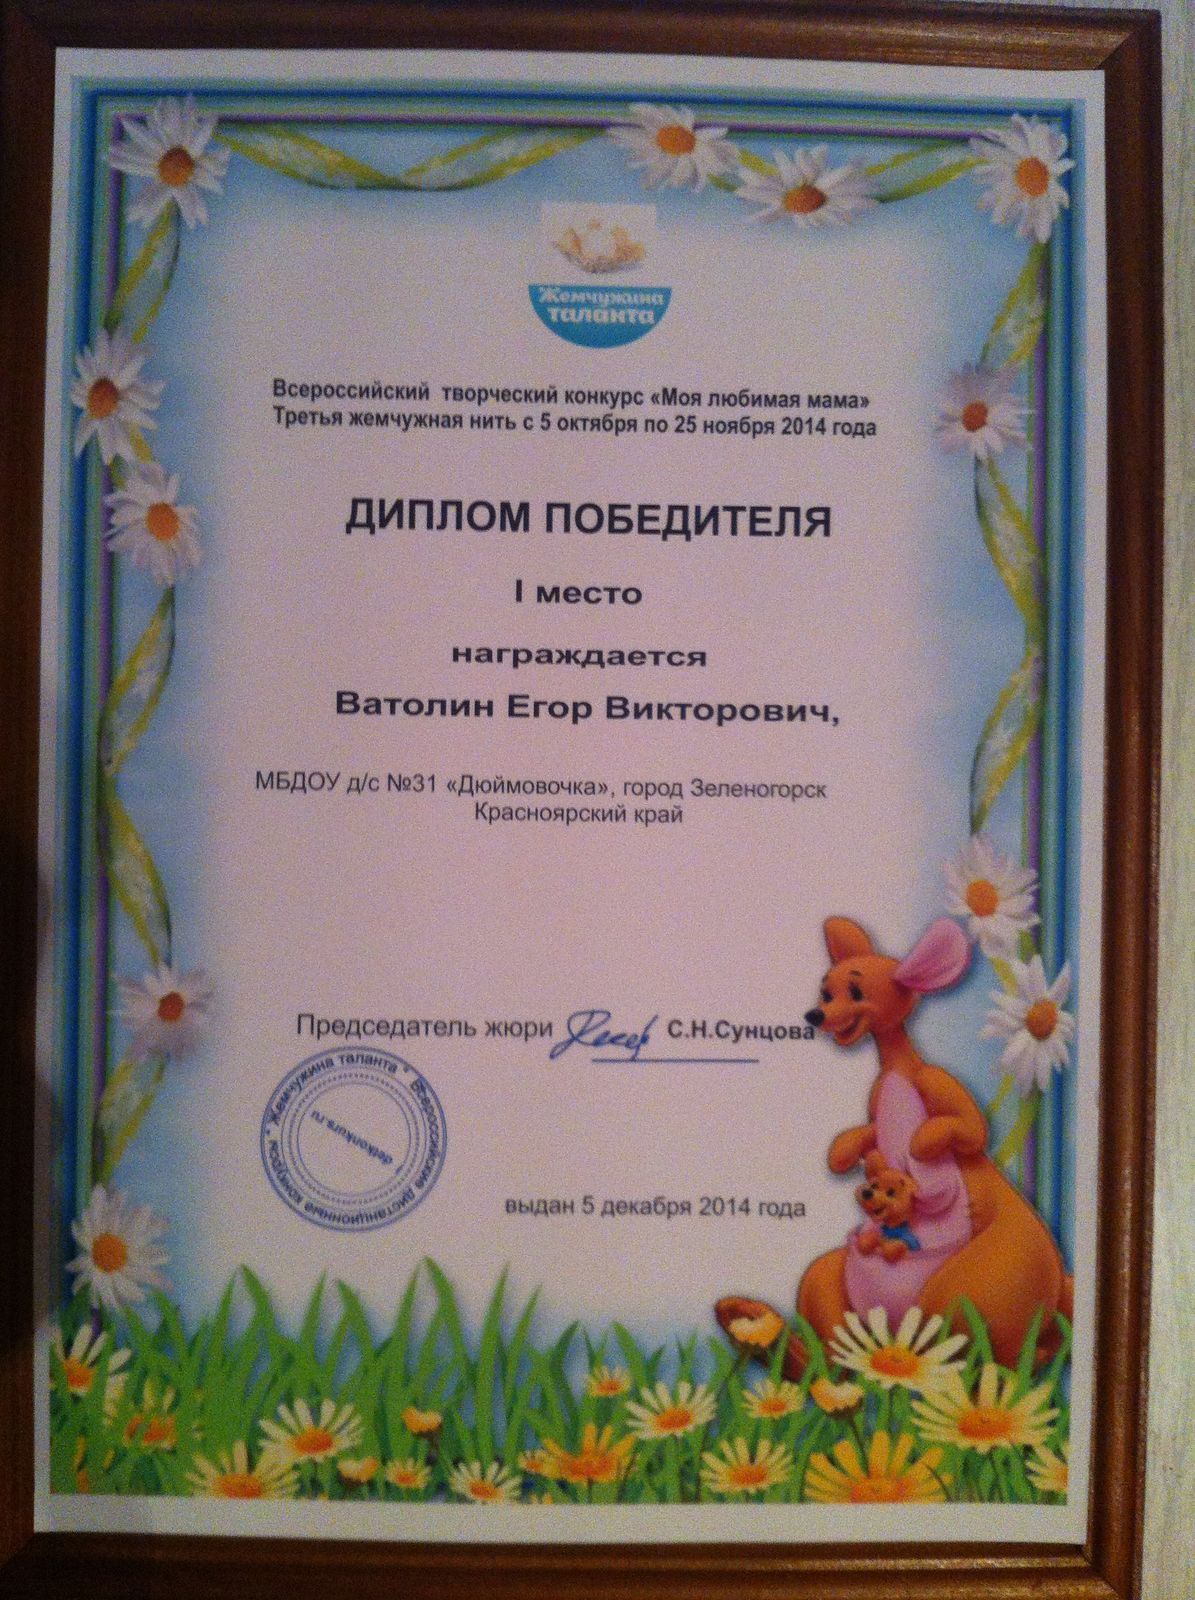 Жемчужина
таланта
Всероссийский творческий конкурс «Моя любимая мама»
Третья жемчужная нить с 5 октября по 25 ноября 2014 года
ДИПЛОМ ПОБЕДИТЕЛЯ
I место
награждается
Ватолин Егор Викторович,
МБДОУ д/с №31 «Дюймовочка», город Зеленогорск
Красноярский край
Председатель жюри С.Н.Сунцова
* Жемчужина таланта * Всероссийские дистанционные конкурсы
detkonkurs.ru
выдан 5 декабря 2014 года